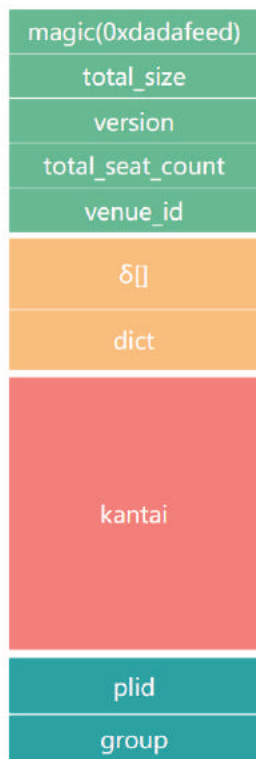 magic(0xdadafeed)
total_size
version
total_seat_count
venue_id
δ[]
dict
kantai
plid
group